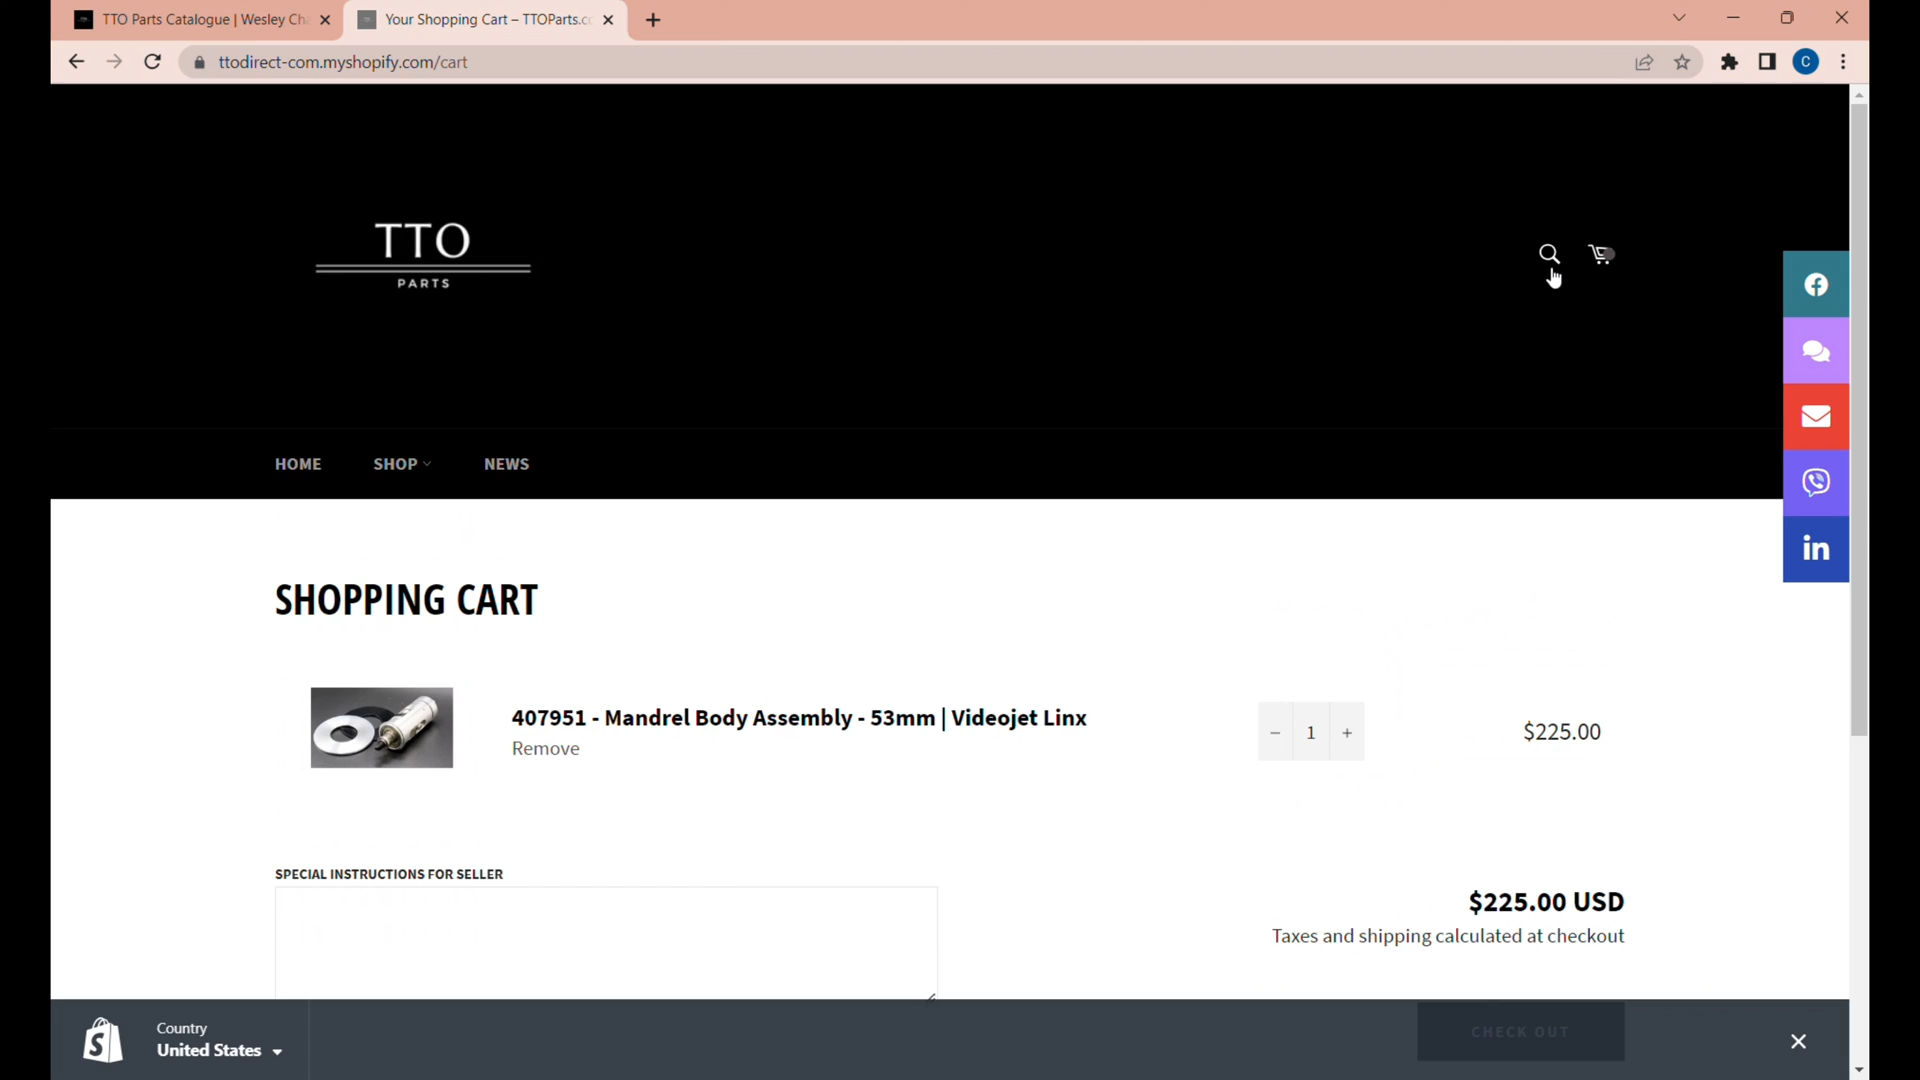 TTO Parts Catalogue | Wesley Ch
Your Shopping Cart – TTOParts.c
ttodirect-com.myshopify.com/cart
C
TTO
PARTS
HOME
SHOP
NEWS
SHOPPING CART
407951 - Mandrel Body Assembly - 53mm | Videojet Linx
Remove
− 1 +
$225.00
SPECIAL INSTRUCTIONS FOR SELLER
$225.00 USD
Taxes and shipping calculated at checkout
Country
United States
CHECK OUT